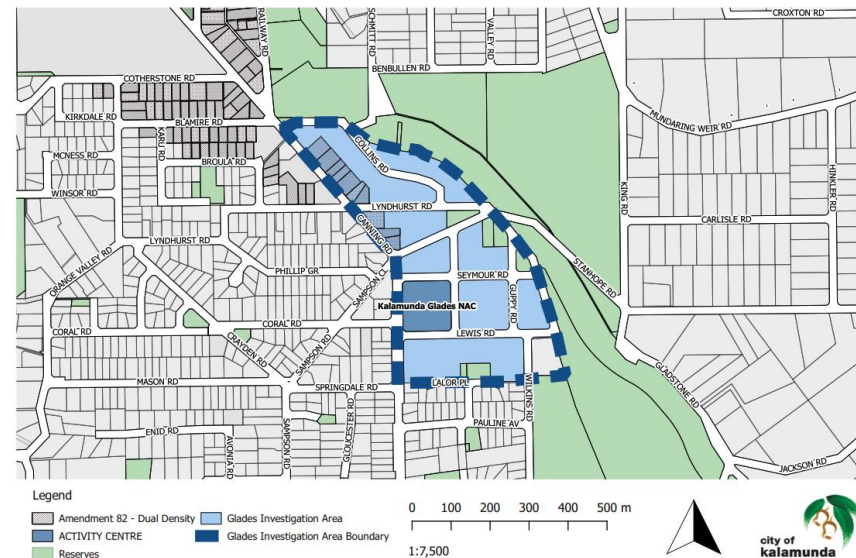 RAILWAY RD
SCHMITT RD
VALLEY RD
CROXTON RD
BENBULLEN RD
COTHERSTONE RD
KIRKDALE RD
BLAMIRE RD
KARU RD
MCNESS RD
BROULA RD
WINSOR RD
COLLINS RD
LYNDHURST RD
CANNING RD
MUNDARING WEIR RD
KING RD
HINKLER RD
CARLISLE RD
LYNDHURST RD
ORANGE VALLEY RD
PHILLIP GR
SAMPSON CL
SEYMOUR RD
GUPPY RD
STANHOPE RD
Kalamunda Glades NAC
CORAL RD
CORAL RD
CRAYDEN RD
SAMPSON RD
LEWIS RD
MASON RD
SPRINGDALE RD
LALOR PL
WILKINS RD
GLADSTONE RD
ENID RD
AVONIA RD
SAMPSON RD
GLOUCESTER RD
PAULINE AV
JACKSON RD
Legend
Amendment 82 - Dual Density
Glades Investigation Area
ACTIVITY CENTRE
Glades Investigation Area Boundary
Reserves
0 100 200 300 400 500 m
1:7,500
city of
kalamunda